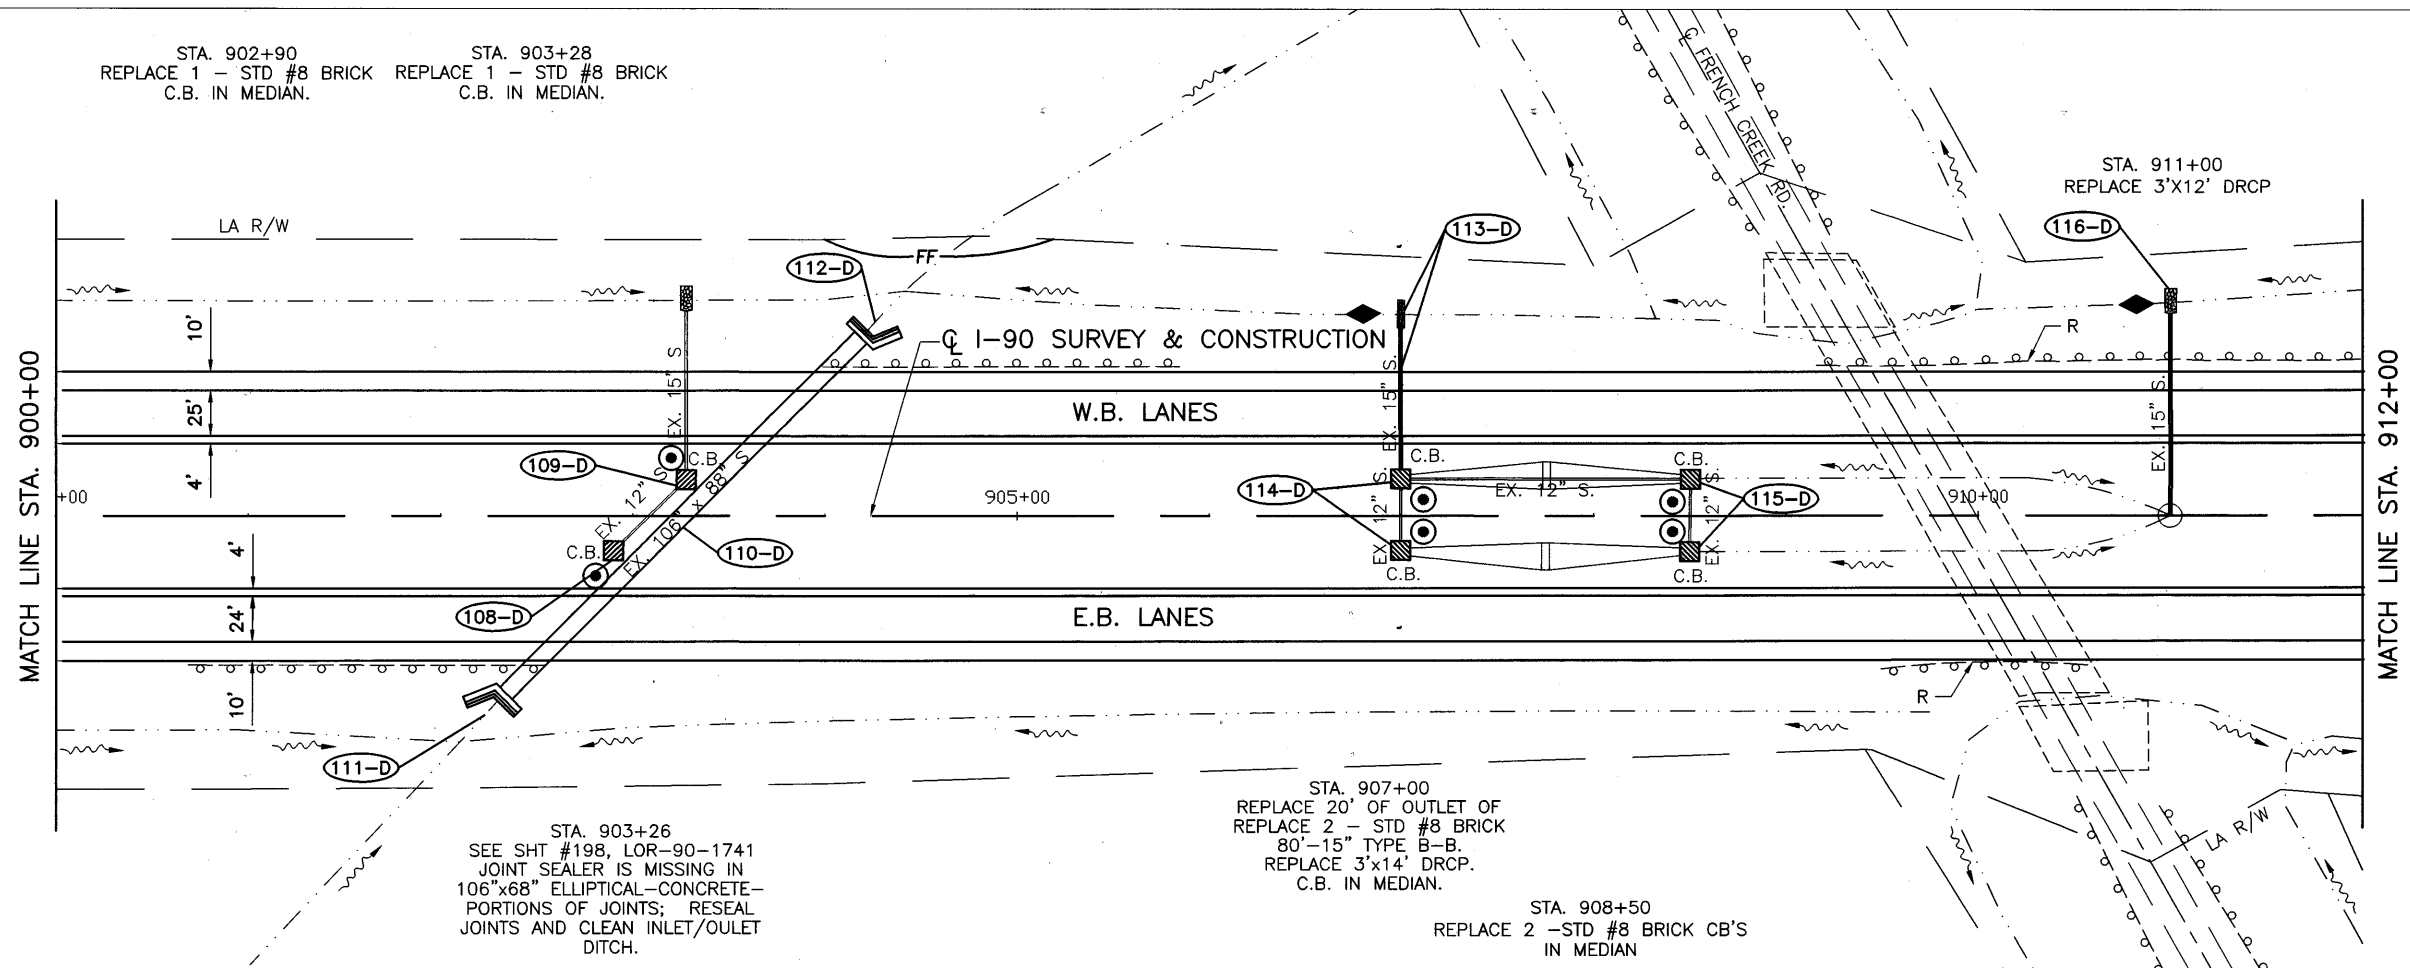 STA. 902+90
REPLACE 1 – STD #8 BRICK
C.B. IN MEDIAN.
STA. 903+28
REPLACE 1 – STD #8 BRICK
C.B. IN MEDIAN.
℄ FRENCH CREEK RD.
STA. 911+00
REPLACE 3'X12' DRCP
LA R/W
FF
112–D
113–D
116–D
10'
25'
4'
4'
24'
10'
MATCH LINE STA. 900+00
MATCH LINE STA. 912+00
℄ I–90 SURVEY & CONSTRUCTION
R
EX. 15" S
EX. 15" S.
EX. 15" S.
W.B. LANES
109–D
C.B.
EX. 12" S
EX. 106" x 88" S
C.B.
110–D
108–D
+00
905+00
910+00
114–D
C.B.
C.B.
EX. 12" S.
EX. 12" S.
EX. 12" S.
115–D
C.B.
C.B.
E.B. LANES
R
111–D
LA R/W
STA. 903+26
SEE SHT #198, LOR–90–1741
JOINT SEALER IS MISSING IN
106"x68" ELLIPTICAL–CONCRETE–
PORTIONS OF JOINTS; RESEAL
JOINTS AND CLEAN INLET/OULET
DITCH.
STA. 907+00
REPLACE 20' OF OUTLET OF
REPLACE 2 – STD #8 BRICK
80'–15" TYPE B–B.
REPLACE 3'x14' DRCP.
C.B. IN MEDIAN.
STA. 908+50
REPLACE 2 –STD #8 BRICK CB'S
IN MEDIAN